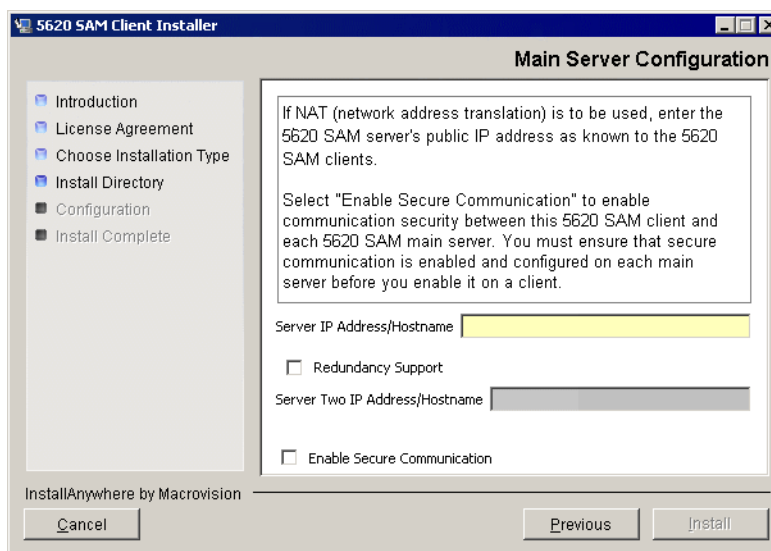 5620 SAM Client Installer
Main Server Configuration
Introduction
License Agreement
Choose Installation Type
Install Directory
Configuration
Install Complete
If NAT (network address translation) is to be used, enter the
5620 SAM server's public IP address as known to the 5620
SAM clients.
Select "Enable Secure Communication" to enable
communication security between this 5620 SAM client and
each 5620 SAM main server. You must ensure that secure
communication is enabled and configured on each main
server before you enable it on a client.
Server IP Address/Hostname
Redundancy Support
Server Two IP Address/Hostname
Enable Secure Communication
InstallAnywhere by Macrovision
Cancel
Previous
Install